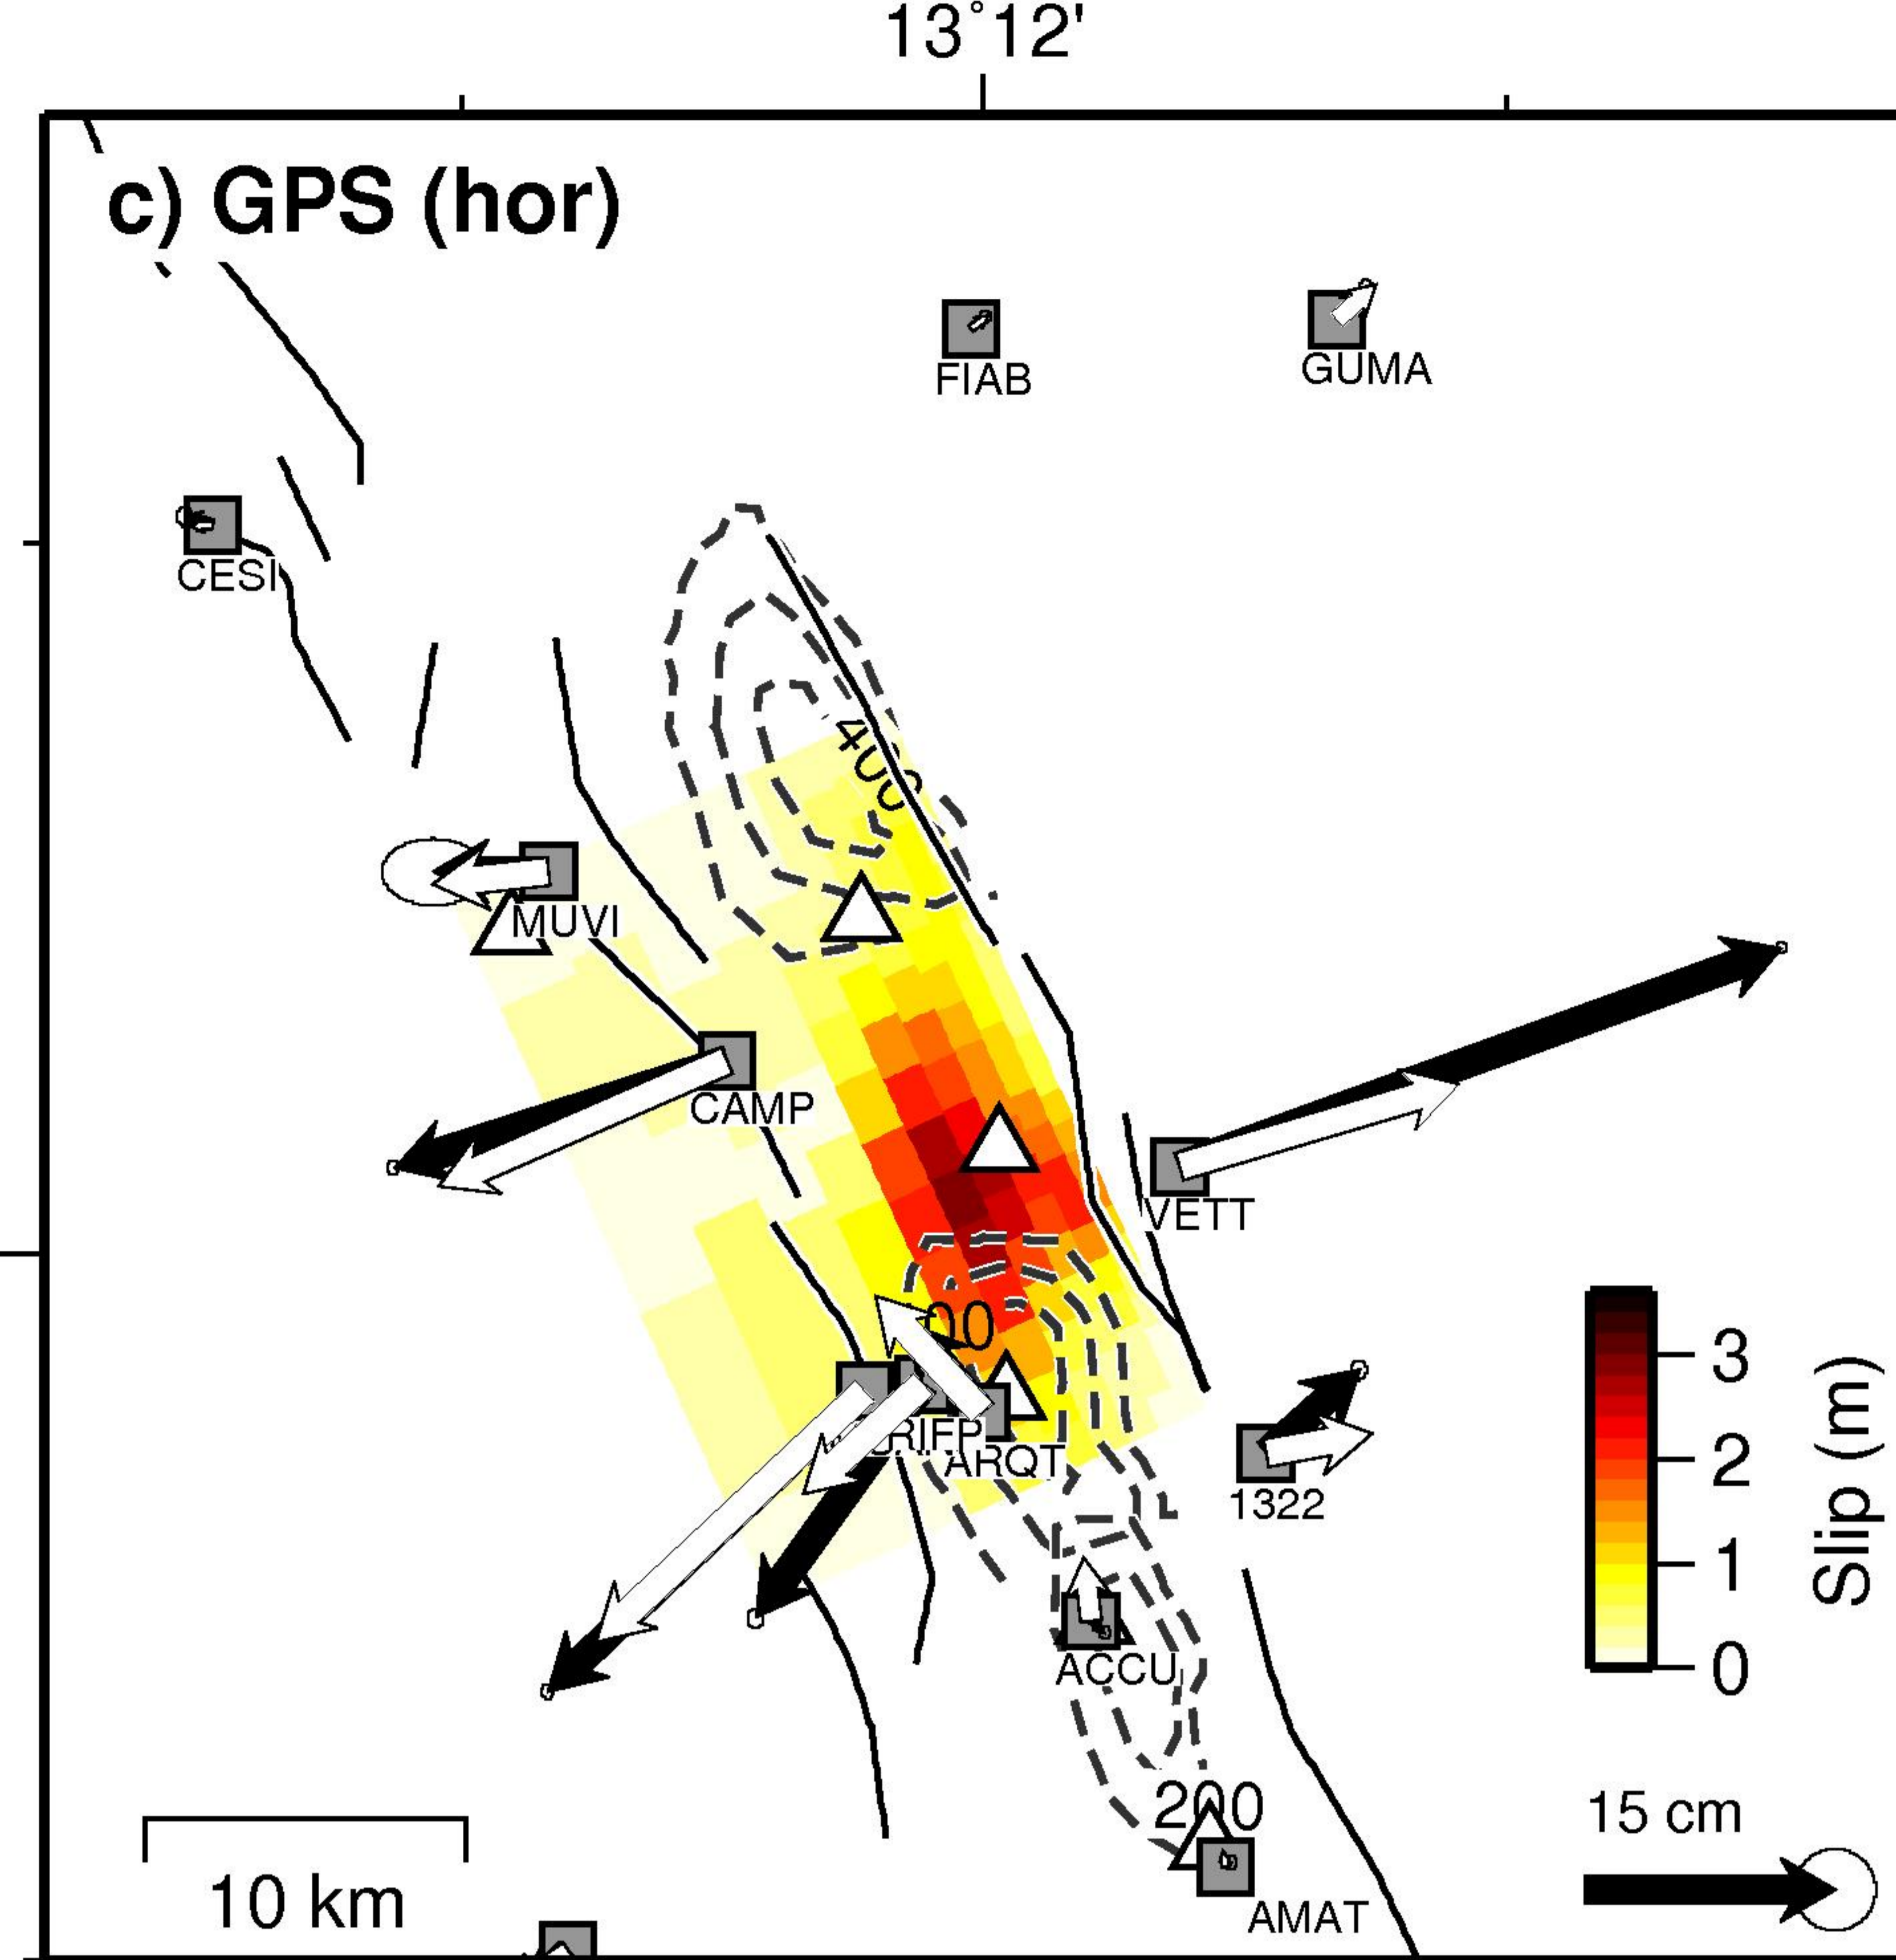 13°12'
c) GPS (hor)
FIAB
GUMA
CESI
400
MUVI
CAMP
VETT
RIFP
ARQT
1322
ACCU
200
AMAT
3
2
1
0
Slip (m)
15 cm
10 km